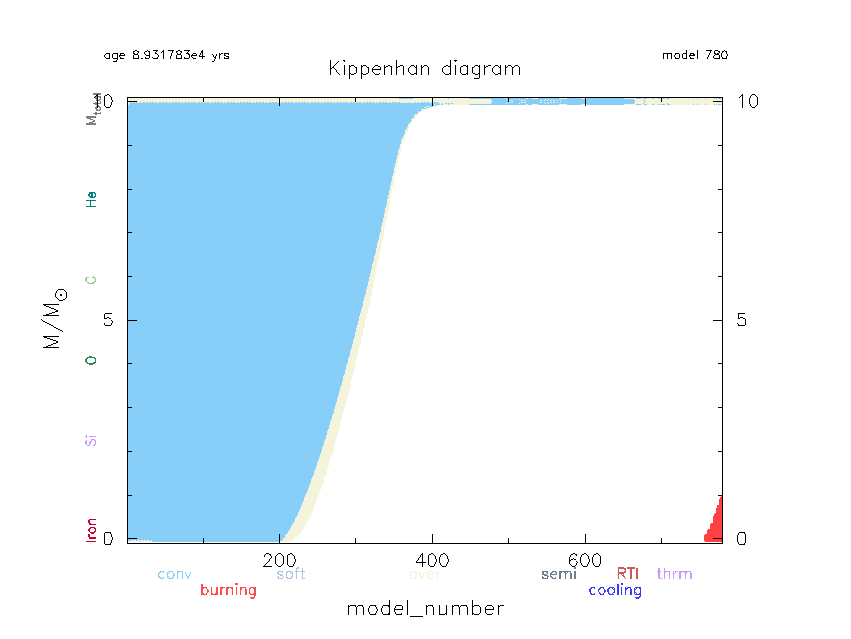 age 8.931783e4 yrs
model 780
Kippenhan diagram
10
10
M_total
He
C
M/M☉
5
5
O
Si
Iron
0
0
200
400
600
conv
soft
over
semi
RTI
thrm
burning
cooling
model_number